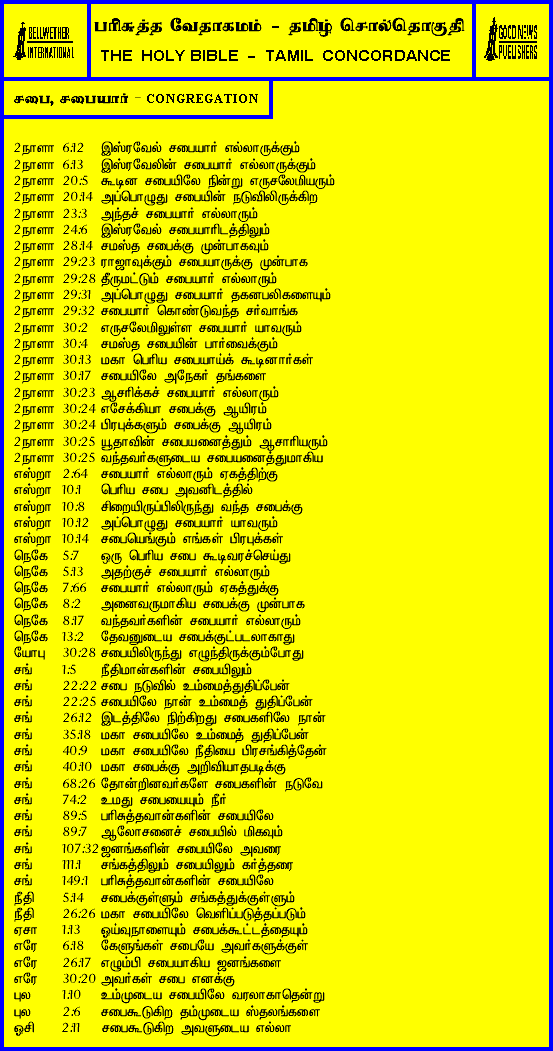 BELLWETHER
INTERNATIONAL
பரிசுத்த வேதாகமம் - தமிழ் சொல்தொகுதி
THE HOLY BIBLE - TAMIL CONCORDANCE
GOOD NEWS
PUBLISHERS
சபை, சபையார் - CONGREGATION
2நாளா 6:12 இஸ்ரவேல் சபையார் எல்லாருக்கும்
2நாளா 6:13 இஸ்ரவேலின் சபையார் எல்லாருக்கும்
2நாளா 20:5 கூடின சபையிலே நின்று எருசலேமியரும்
2நாளா 20:14 அப்பொழுது சபையின் நடுவிலிருக்கிற
2நாளா 23:3 அந்தச் சபையார் எல்லாரும்
2நாளா 24:6 இஸ்ரவேல் சபையாரிடத்திலும்
2நாளா 28:14 சமஸ்த சபைக்கு முன்பாகவும்
2நாளா 29:23 ராஜாவுக்கும் சபையாருக்கு முன்பாக
2நாளா 29:28 தீருமட்டும் சபையார் எல்லாரும்
2நாளா 29:31 அப்பொழுது சபையார் தகனபலிகளையும்
2நாளா 29:32 சபையார் கொண்டுவந்த சர்வாங்க
2நாளா 30:2 எருசலேமிலுள்ள சபையார் யாவரும்
2நாளா 30:4 சமஸ்த சபையின் பார்வைக்கும்
2நாளா 30:13 மகா பெரிய சபையாய்க் கூடினார்கள்
2நாளா 30:17 சபையிலே அநேகர் தங்களை
2நாளா 30:23 ஆசரிக்கச் சபையார் எல்லாரும்
2நாளா 30:24 எசேக்கியா சபைக்கு ஆயிரம்
2நாளா 30:24 பிரபுக்களும் சபைக்கு ஆயிரம்
2நாளா 30:25 யூதாவின் சபையனைத்தும் ஆசாரியரும்
2நாளா 30:25 வந்தவர்களுடைய சபையனைத்துமாகிய
எஸ்றா 2:64 சபையார் எல்லாரும் ஏகத்திற்கு
எஸ்றா 10:1 பெரிய சபை அவனிடத்தில்
எஸ்றா 10:8 சிறையிருப்பிலிருந்து வந்த சபைக்கு
எஸ்றா 10:12 அப்பொழுது சபையார் யாவரும்
எஸ்றா 10:14 சபையெங்கும் எங்கள் பிரபுக்கள்
நெகே 5:7 ஒரு பெரிய சபை கூடிவரச்செய்து
நெகே 5:13 அதற்குச் சபையார் எல்லாரும்
நெகே 7:66 சபையார் எல்லாரும் ஏகத்துக்கு
நெகே 8:2 அனைவருமாகிய சபைக்கு முன்பாக
நெகே 8:17 வந்தவர்களின் சபையார் எல்லாரும்
நெகே 13:2 தேவனுடைய சபைக்குட்படலாகாது
யோபு 30:28 சபையிலிருந்து எழுந்திருக்கும்போது
சங் 1:5 நீதிமான்களின் சபையிலும்
சங் 22:22 சபை நடுவில் உம்மைத்துதிப்பேன்
சங் 22:25 சபையிலே நான் உம்மைத் துதிப்பேன்
சங் 26:12 இடத்திலே நிற்கிறது சபைகளிலே நான்
சங் 35:18 மகா சபையிலே உம்மைத் துதிப்பேன்
சங் 40:9 மகா சபையிலே நீதியை பிரசங்கித்தேன்
சங் 40:10 மகா சபைக்கு அறிவியாதபடிக்கு
சங் 68:26 தோன்றினவர்களே சபைகளின் நடுவே
சங் 74:2 உமது சபையையும் நீர்
சங் 89:5 பரிசுத்தவான்களின் சபையிலே
சங் 89:7 ஆலோசனைச் சபையில் மிகவும்
சங் 107:32 ஜனங்களின் சபையிலே அவரை
சங் 111:1 சங்கத்திலும் சபையிலும் கர்த்தரை
சங் 149:1 பரிசுத்தவான்களின் சபையிலே
நீதி 5:14 சபைக்குள்ளும் சங்கத்துக்குள்ளும்
நீதி 26:26 மகா சபையிலே வெளிப்படுத்தப்படும்
ஏசா 1:13 ஓய்வுநாளையும் சபைக்கூட்டத்தையும்
எரே 6:18 கேளுங்கள் சபையே அவர்களுக்குள்
எரே 26:17 எழும்பி சபையாகிய ஜனங்களை
எரே 30:20 அவர்கள் சபை எனக்கு
புல 1:10 உம்முடைய சபையிலே வரலாகாதென்று
புல 2:6 சபைகூடுகிற தம்முடைய ஸ்தலங்களை
ஓசி 2:11 சபைகூடுகிற அவளுடைய எல்லா